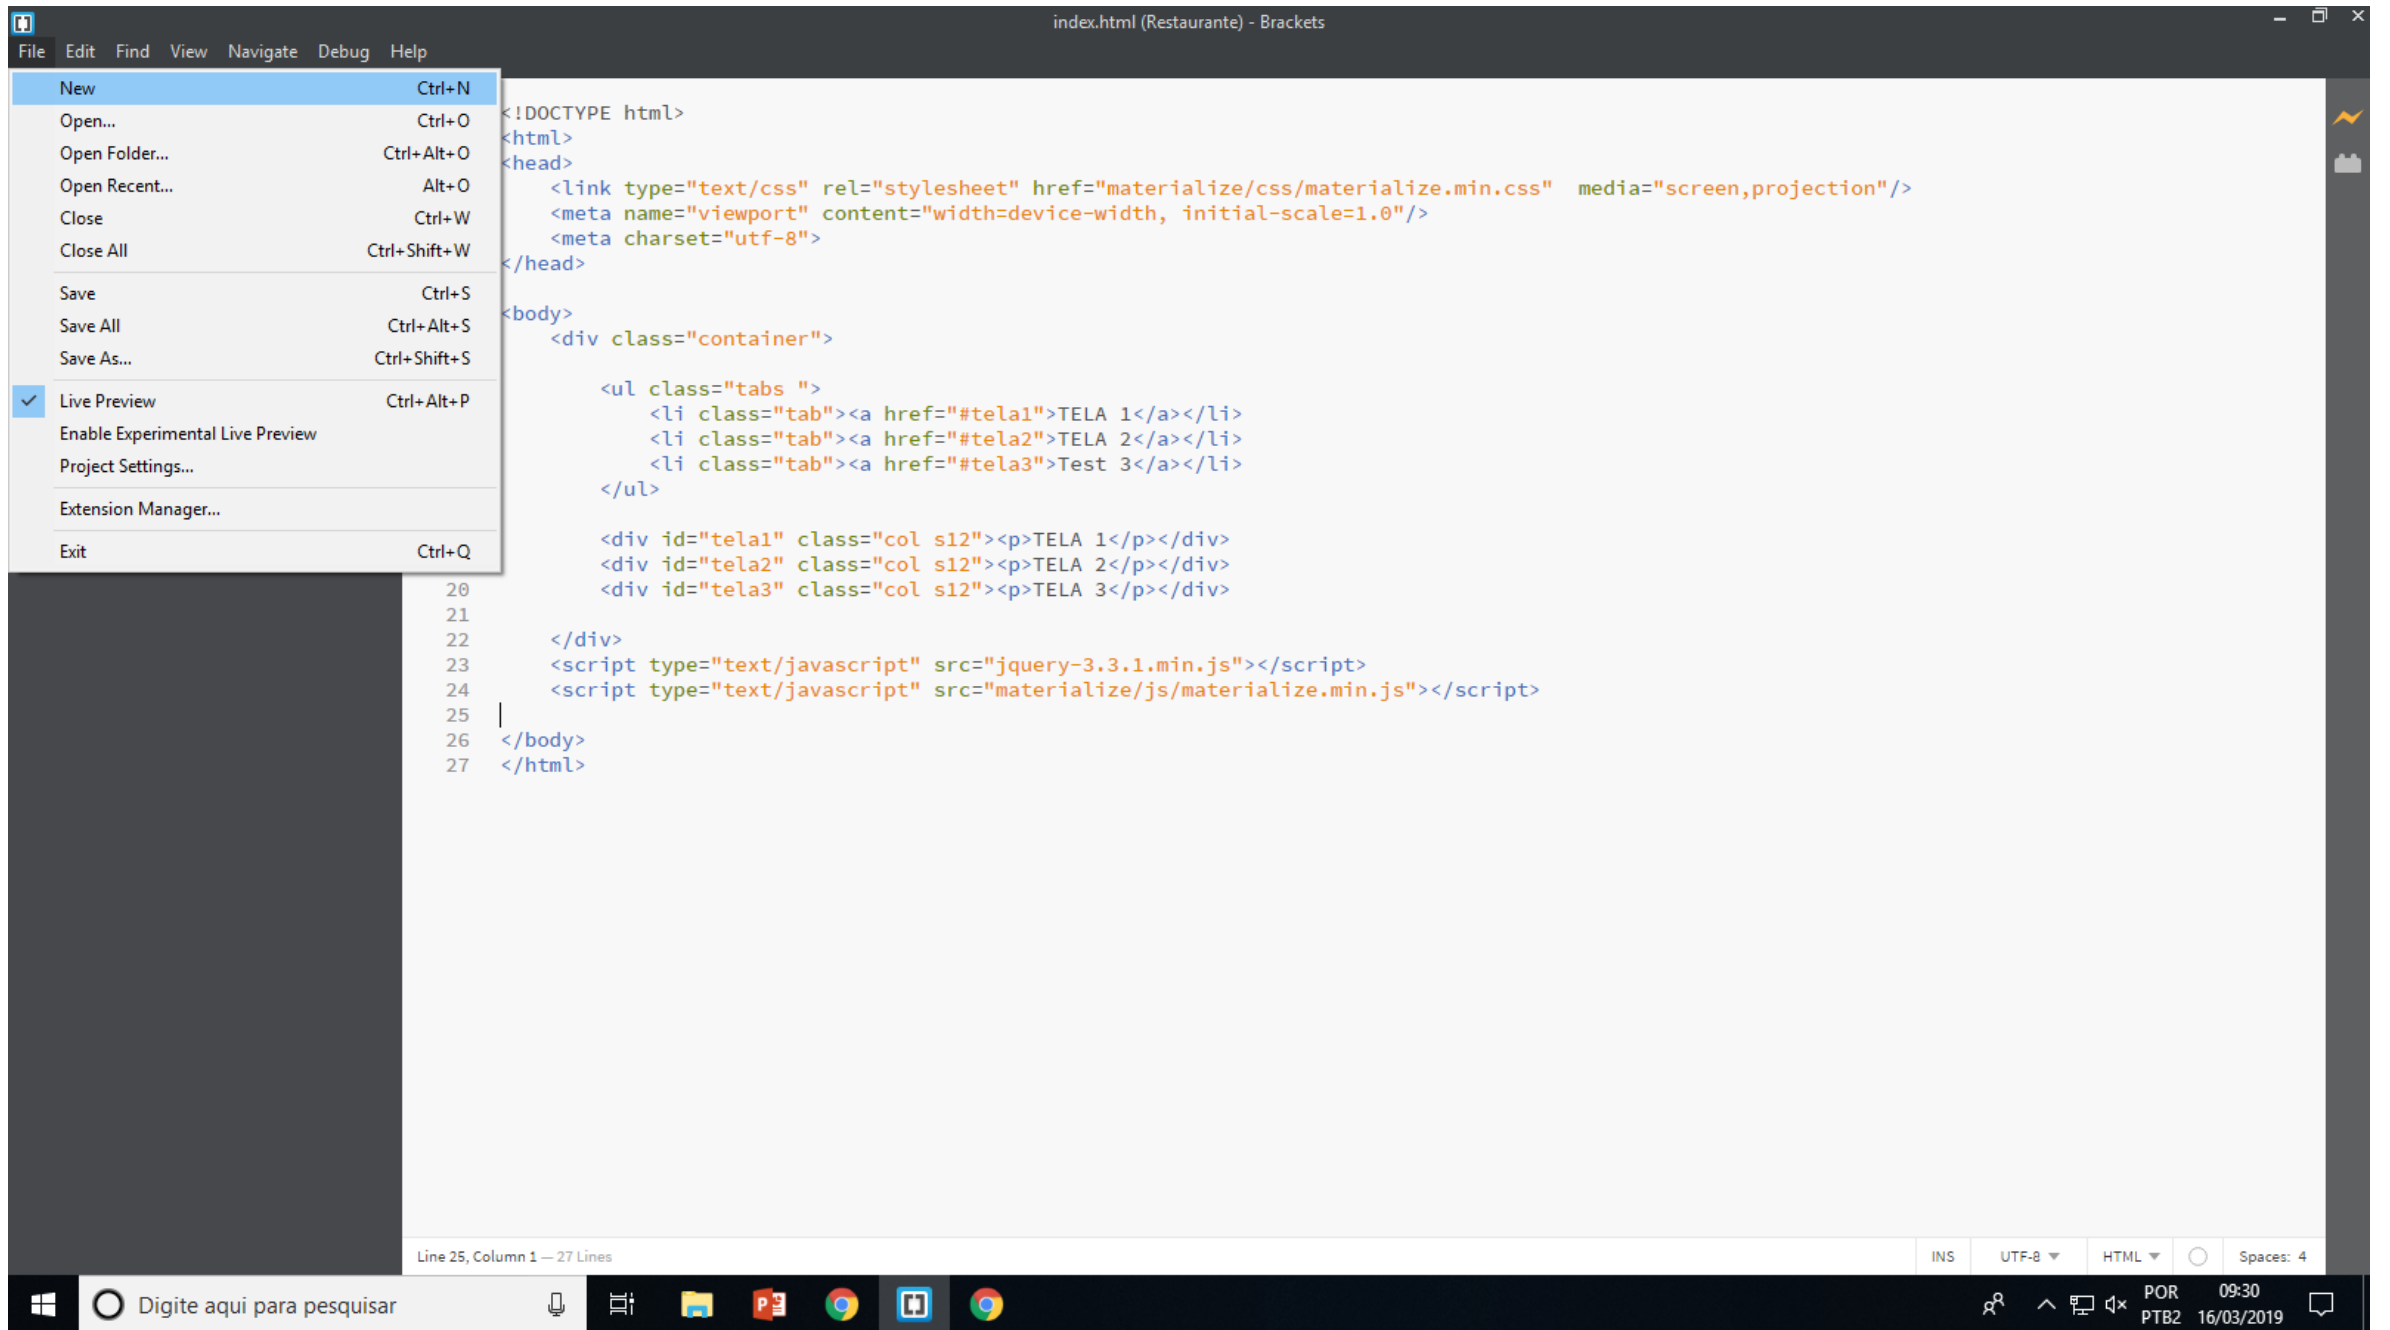 index.html (Restaurante) - Brackets
File Edit Find View Navigate Debug Help
New Ctrl+N
Open... Ctrl+O
Open Folder... Ctrl+Alt+O
Open Recent... Alt+O
Close Ctrl+W
Close All Ctrl+Shift+W
Save Ctrl+S
Save All Ctrl+Alt+S
Save As... Ctrl+Shift+S
Live Preview Ctrl+Alt+P
Enable Experimental Live Preview
Project Settings...
Extension Manager...
Exit Ctrl+Q
<!DOCTYPE html>
<html>
<head>
<link type="text/css" rel="stylesheet" href="materialize/css/materialize.min.css"  media="screen,projection"/>
<meta name="viewport" content="width=device-width, initial-scale=1.0"/>
<meta charset="utf-8">
</head>
<body>
<div class="container">
<ul class="tabs ">
<li class="tab"><a href="#tela1">TELA 1</a></li>
<li class="tab"><a href="#tela2">TELA 2</a></li>
<li class="tab"><a href="#tela3">Test 3</a></li>
</ul>
<div id="tela1" class="col s12"><p>TELA 1</p></div>
<div id="tela2" class="col s12"><p>TELA 2</p></div>
20 <div id="tela3" class="col s12"><p>TELA 3</p></div>
21
22 </div>
23 <script type="text/javascript" src="jquery-3.3.1.min.js"></script>
24 <script type="text/javascript" src="materialize/js/materialize.min.js"></script>
25
26 </body>
27 </html>
Line 25, Column 1 — 27 Lines INS UTF-8 HTML Spaces: 4
Digite aqui para pesquisar
POR 09:30
PTB2 16/03/2019